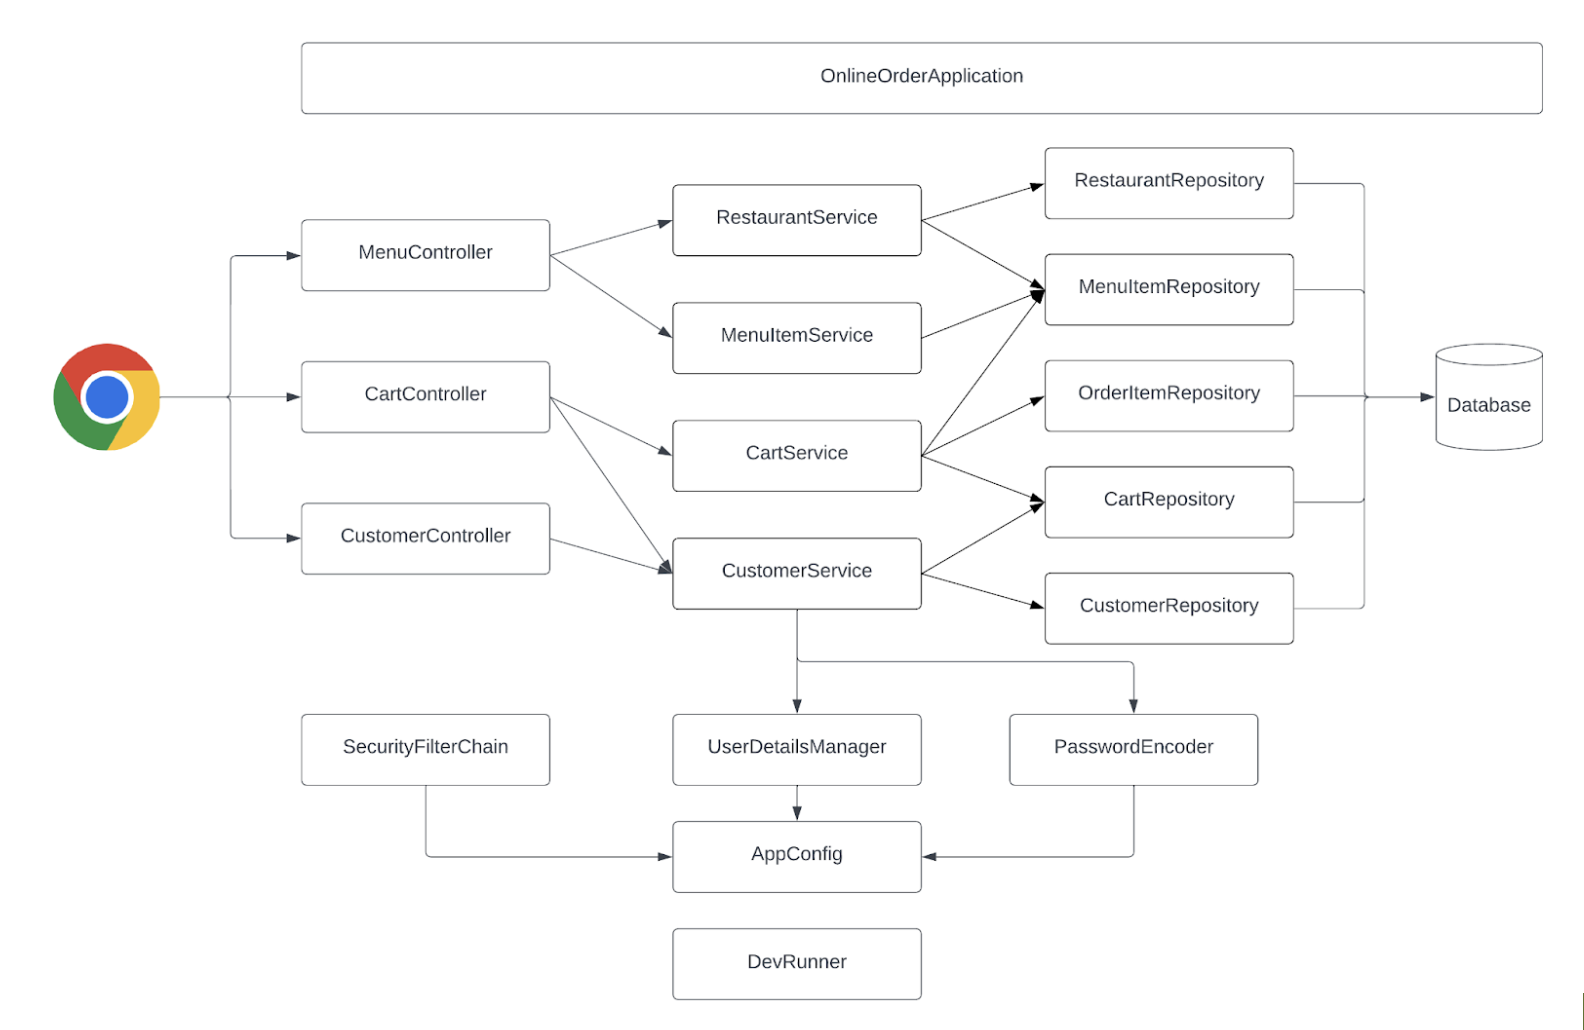 OnlineOrderApplication
RestaurantRepository
RestaurantService
MenuController
MenuItemRepository
MenuItemService
CartController
OrderItemRepository
Database
CartService
CartRepository
CustomerController
CustomerService
CustomerRepository
SecurityFilterChain
UserDetailsManager
PasswordEncoder
AppConfig
DevRunner